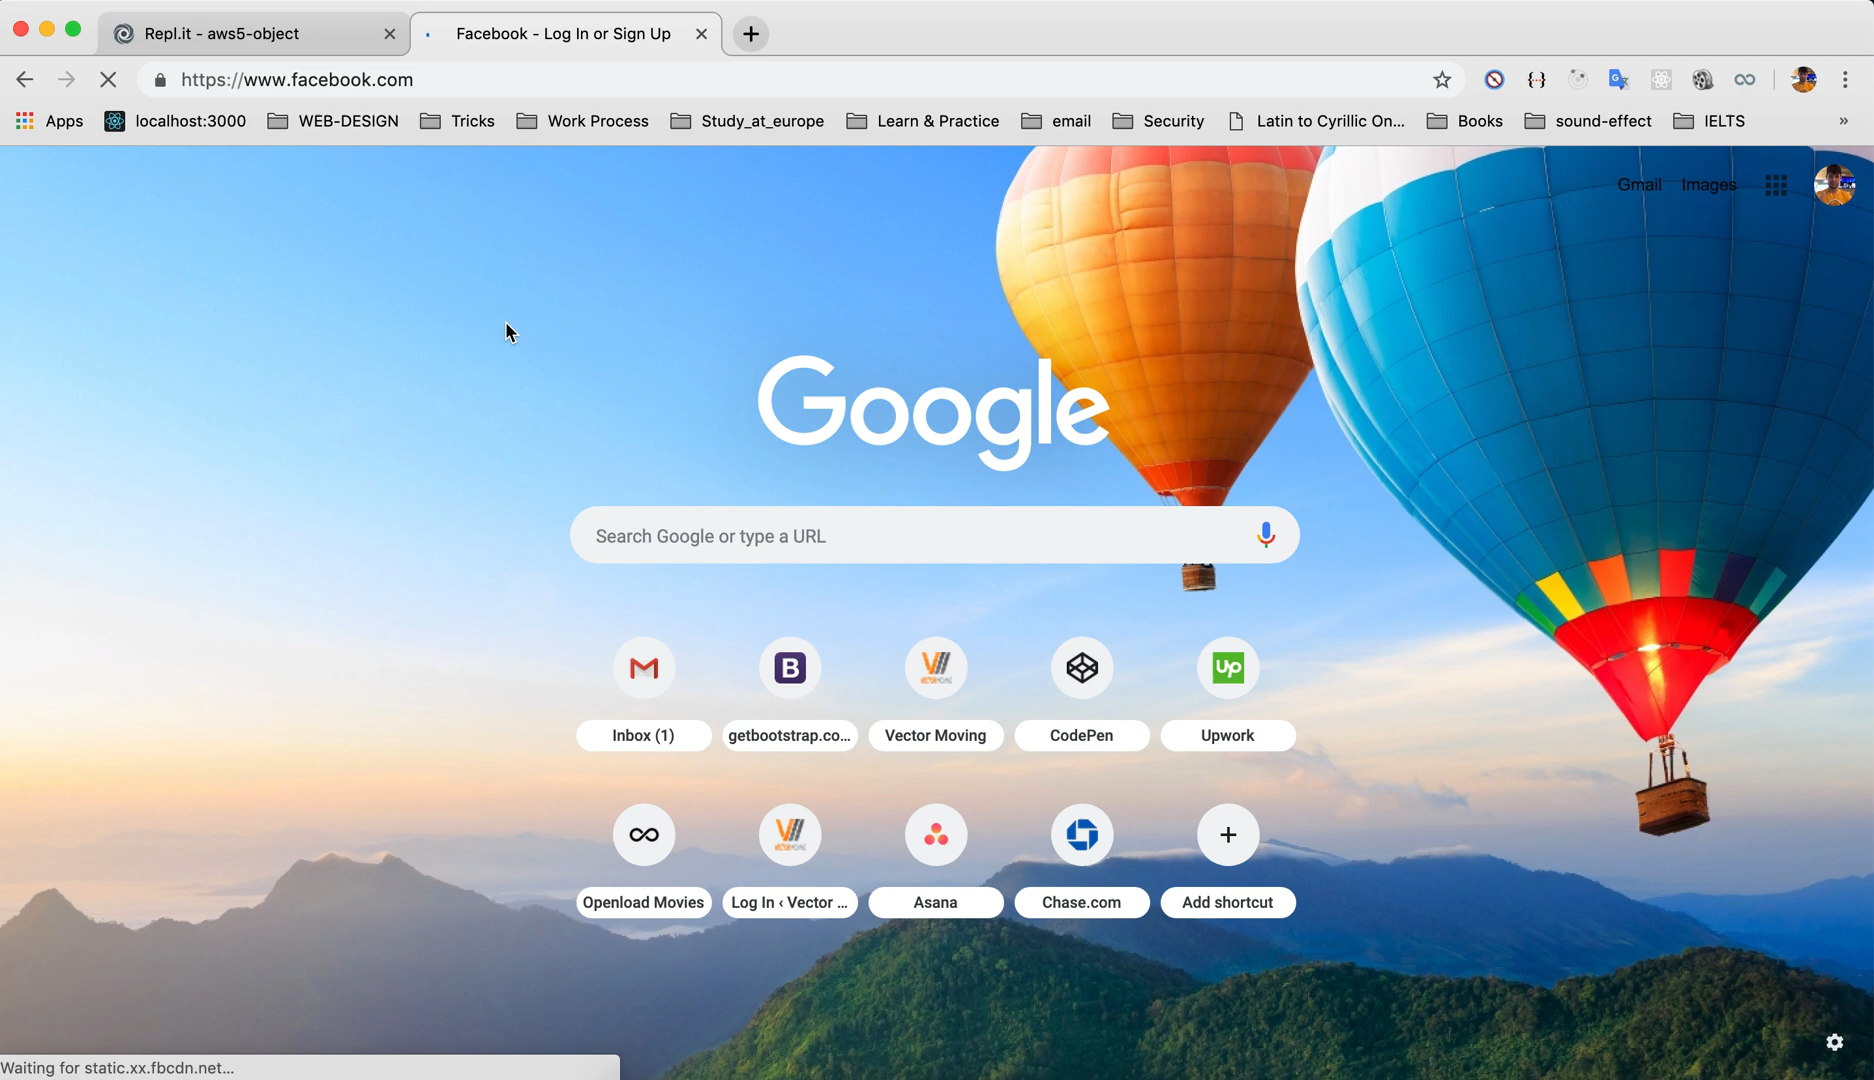 Repl.it - aws5-object
Facebook - Log In or Sign Up
https://www.facebook.com
Apps localhost:3000 WEB-DESIGN Tricks Work Process Study_at_europe Learn & Practice email Security Latin to Cyrillic On... Books sound-effect IELTS »
Gmail Images
Google
Search Google or type a URL
Inbox (1) getbootstrap.co... Vector Moving CodePen Upwork
Openload Movies Log In ‹ Vector ... Asana Chase.com Add shortcut
Waiting for static.xx.fbcdn.net...